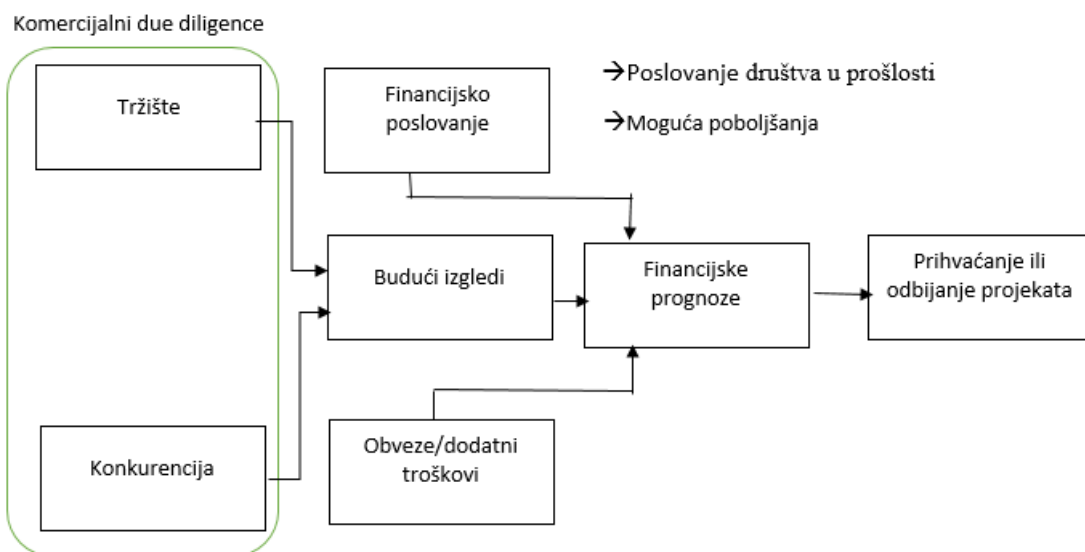 Komercijalni due diligence
Tržište
Financijsko
poslovanje
→Poslovanje društva u prošlosti
→Moguća poboljšanja
Budući izgledi
Financijske
prognoze
Prihvaćanje ili
odbijanje projekata
Konkurencija
Obveze/dodatni
troškovi